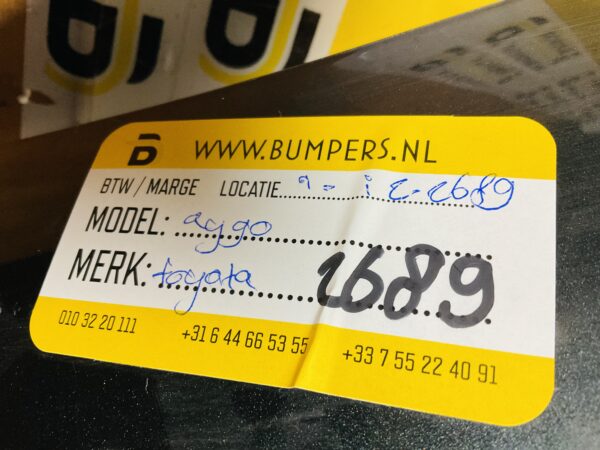 WWW.BUMPERS.NL
BTW / MARGE LOCATIE
MODEL: aygo
MERK: toyata 2689
010 32 20 111 +31 6 44 66 53 55 +33 7 55 22 40 91